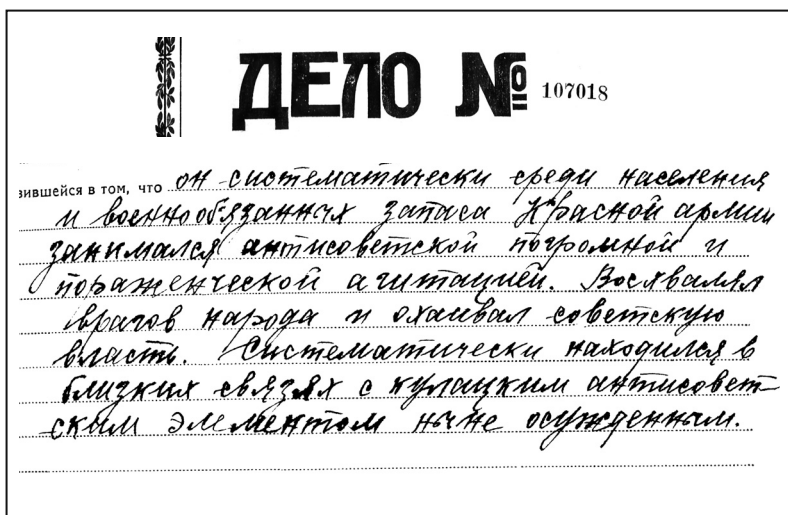 ДЕЛО № 107018
зившейся в том, что он систематически среди населения
и военнообязанных запаса Красной армии
занимался антисоветской погромной и
пораженческой агитацией. Восхвалял
врагов народа и охаивал советскую
власть. Систематически находился в
близких связях с кулацким антисовет-
ским элементом ныне осужденным.